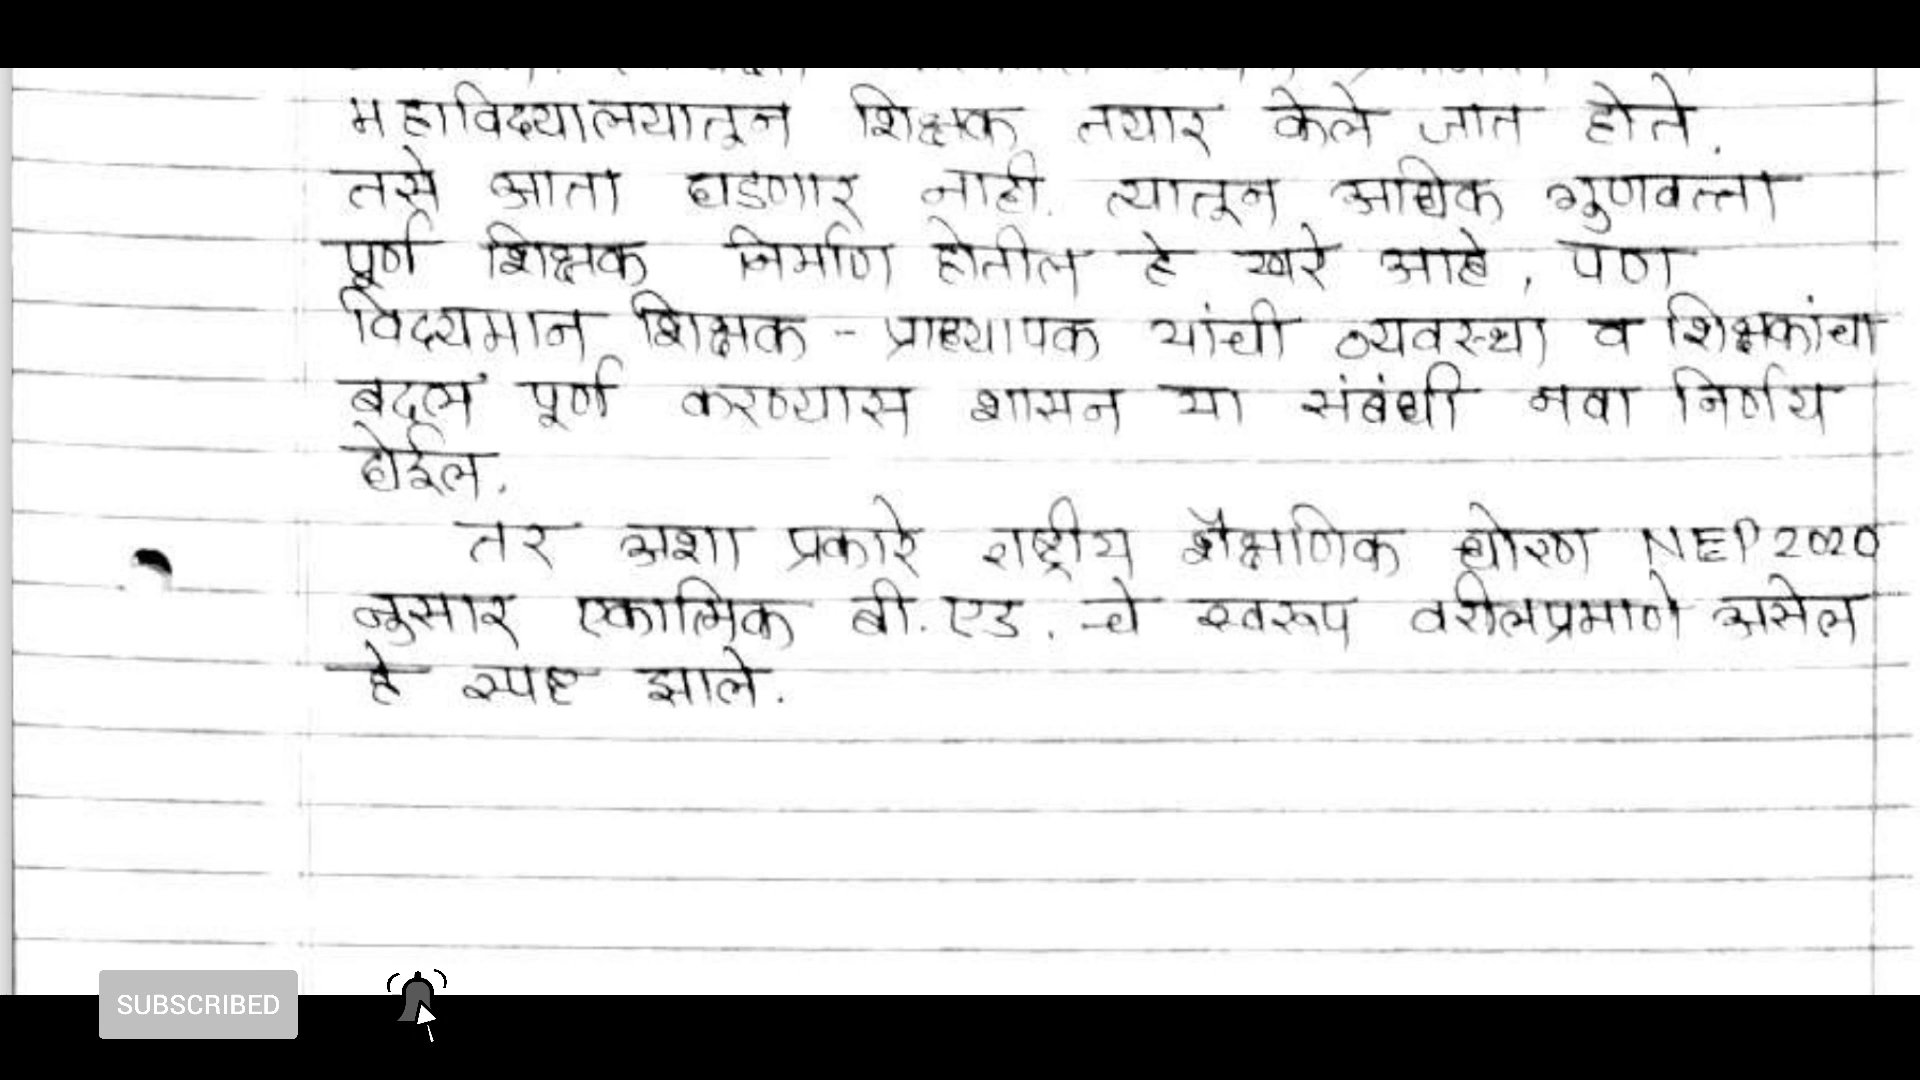 महाविद्यालयातून शिक्षक तयार केले जात होते.
तसे आता घडणार नाही. त्यातून अधिक गुणवत्ता
पूर्ण शिक्षक निर्माण होतील हे खरे आहे, पण
विद्यमान शिक्षक - प्राध्यापक यांची व्यवस्था व शिक्षकांचा
बदल पूर्ण करण्यास शासन या संबंधी नवा निर्णय
होईल.
तर अशा प्रकारे राष्ट्रीय शैक्षणिक धोरण NEP 2020
नुसार एकात्मिक बी.एड. चे स्वरूप वरीलप्रमाणे असेल
हे स्पष्ट झाले.
SUBSCRIBED